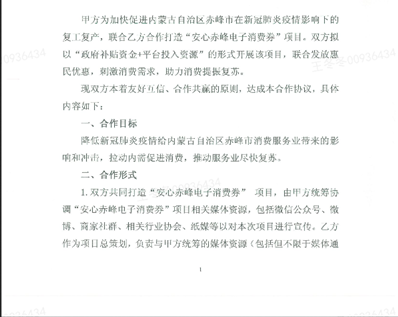 甲方为加快促进内蒙古自治区赤峰市在新冠肺炎疫情影响下的
复工复产，联合乙方合作打造“安心赤峰电子消费券”项目。双方拟
以“政府补贴资金+平台投入资源”的形式开展该项目，联合发放惠
民优惠，刺激消费需求，助力消费提振复苏。
现双方本着友好互信、合作共赢的原则，达成本合作协议。具体
内容如下：
一、合作目标
降低新冠肺炎疫情给内蒙古自治区赤峰市消费服务业带来的影
响和冲击，拉动内需促进消费，推动服务业尽快复苏。
二、合作形式
1.双方共同打造“安心赤峰电子消费券” 项目，由甲方统筹协
调“安心赤峰电子消费券”项目相关媒体资源，包括微信公众号、微
博、商家社群、相关行业协会、纸媒等以对本次项目进行宣传。乙方
作为项目总策划，负责与甲方统筹的媒体资源（包括但不限于媒体通
1